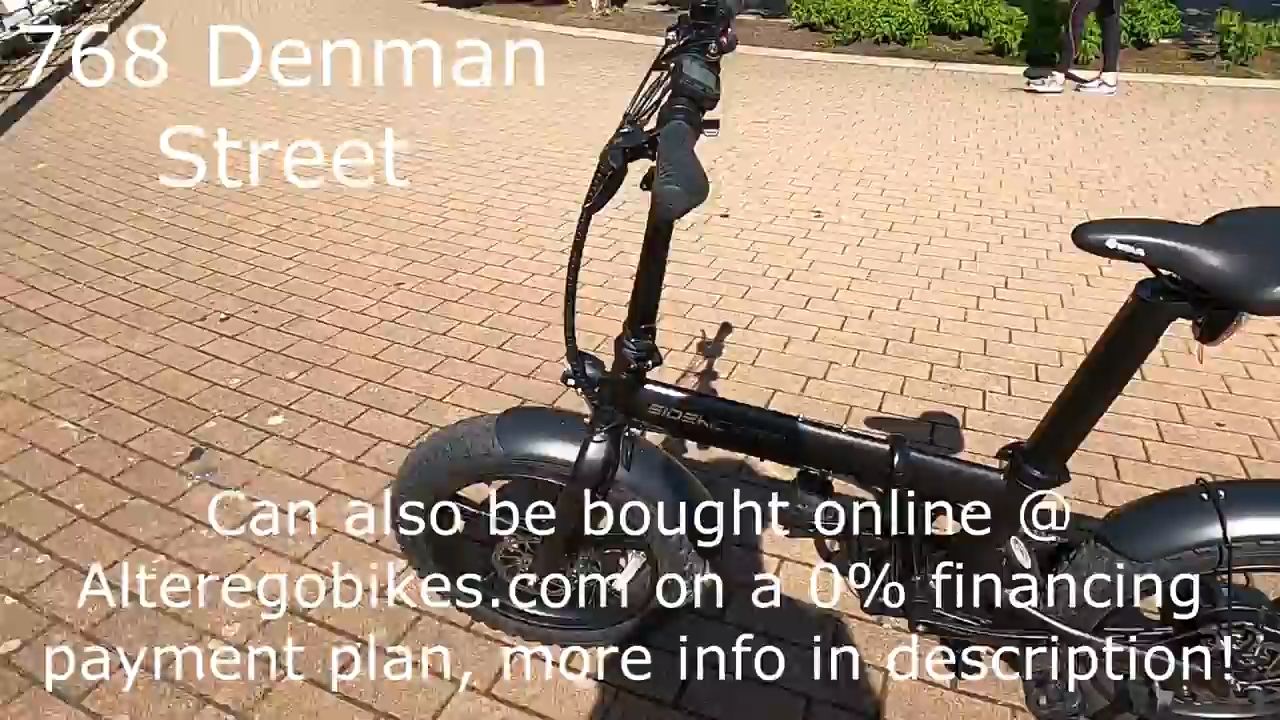 768 Denman
Street
Can also be bought online @
Alteregobikes.com on a 0% financing
payment plan, more info in description!